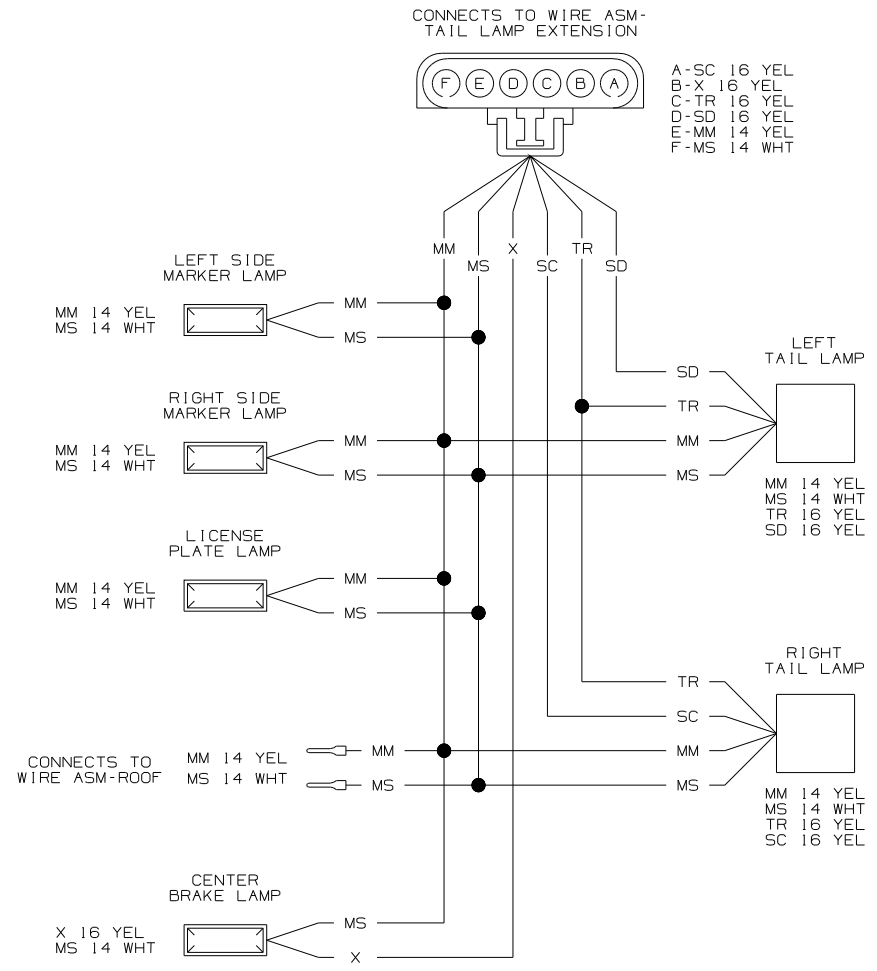 CONNECTS TO WIRE ASM-
TAIL LAMP EXTENSION
F E D C B A
A-SC 16 YEL
B-X 16 YEL
C-TR 16 YEL
D-SD 16 YEL
E-MM 14 YEL
F-MS 14 WHT
MM
MS
X
SC
TR
SD
LEFT SIDE
MARKER LAMP
MM 14 YEL
MS 14 WHT
MM
MS
LEFT
TAIL LAMP
SD
TR
MM
MS
MM 14 YEL
MS 14 WHT
TR 16 YEL
SD 16 YEL
RIGHT SIDE
MARKER LAMP
MM 14 YEL
MS 14 WHT
MM
MS
LICENSE
PLATE LAMP
MM 14 YEL
MS 14 WHT
MM
MS
RIGHT
TAIL LAMP
TR
SC
MM
MS
MM 14 YEL
MS 14 WHT
TR 16 YEL
SC 16 YEL
CONNECTS TO
WIRE ASM-ROOF
MM 14 YEL
MS 14 WHT
MM
MS
CENTER
BRAKE LAMP
X 16 YEL
MS 14 WHT
MS
X